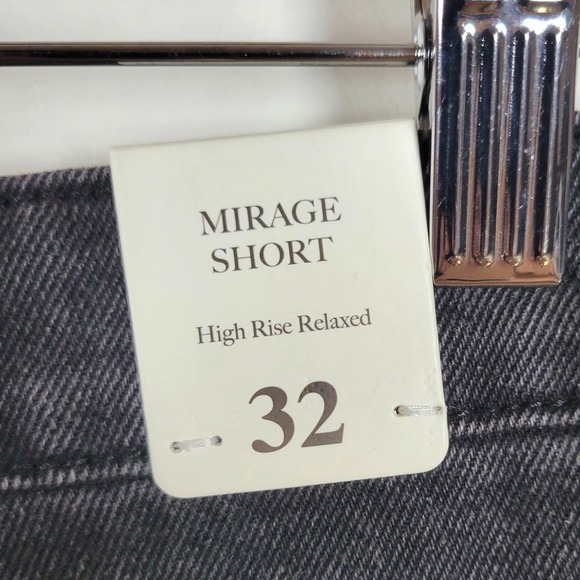 MIRAGE
SHORT
High Rise Relaxed
32